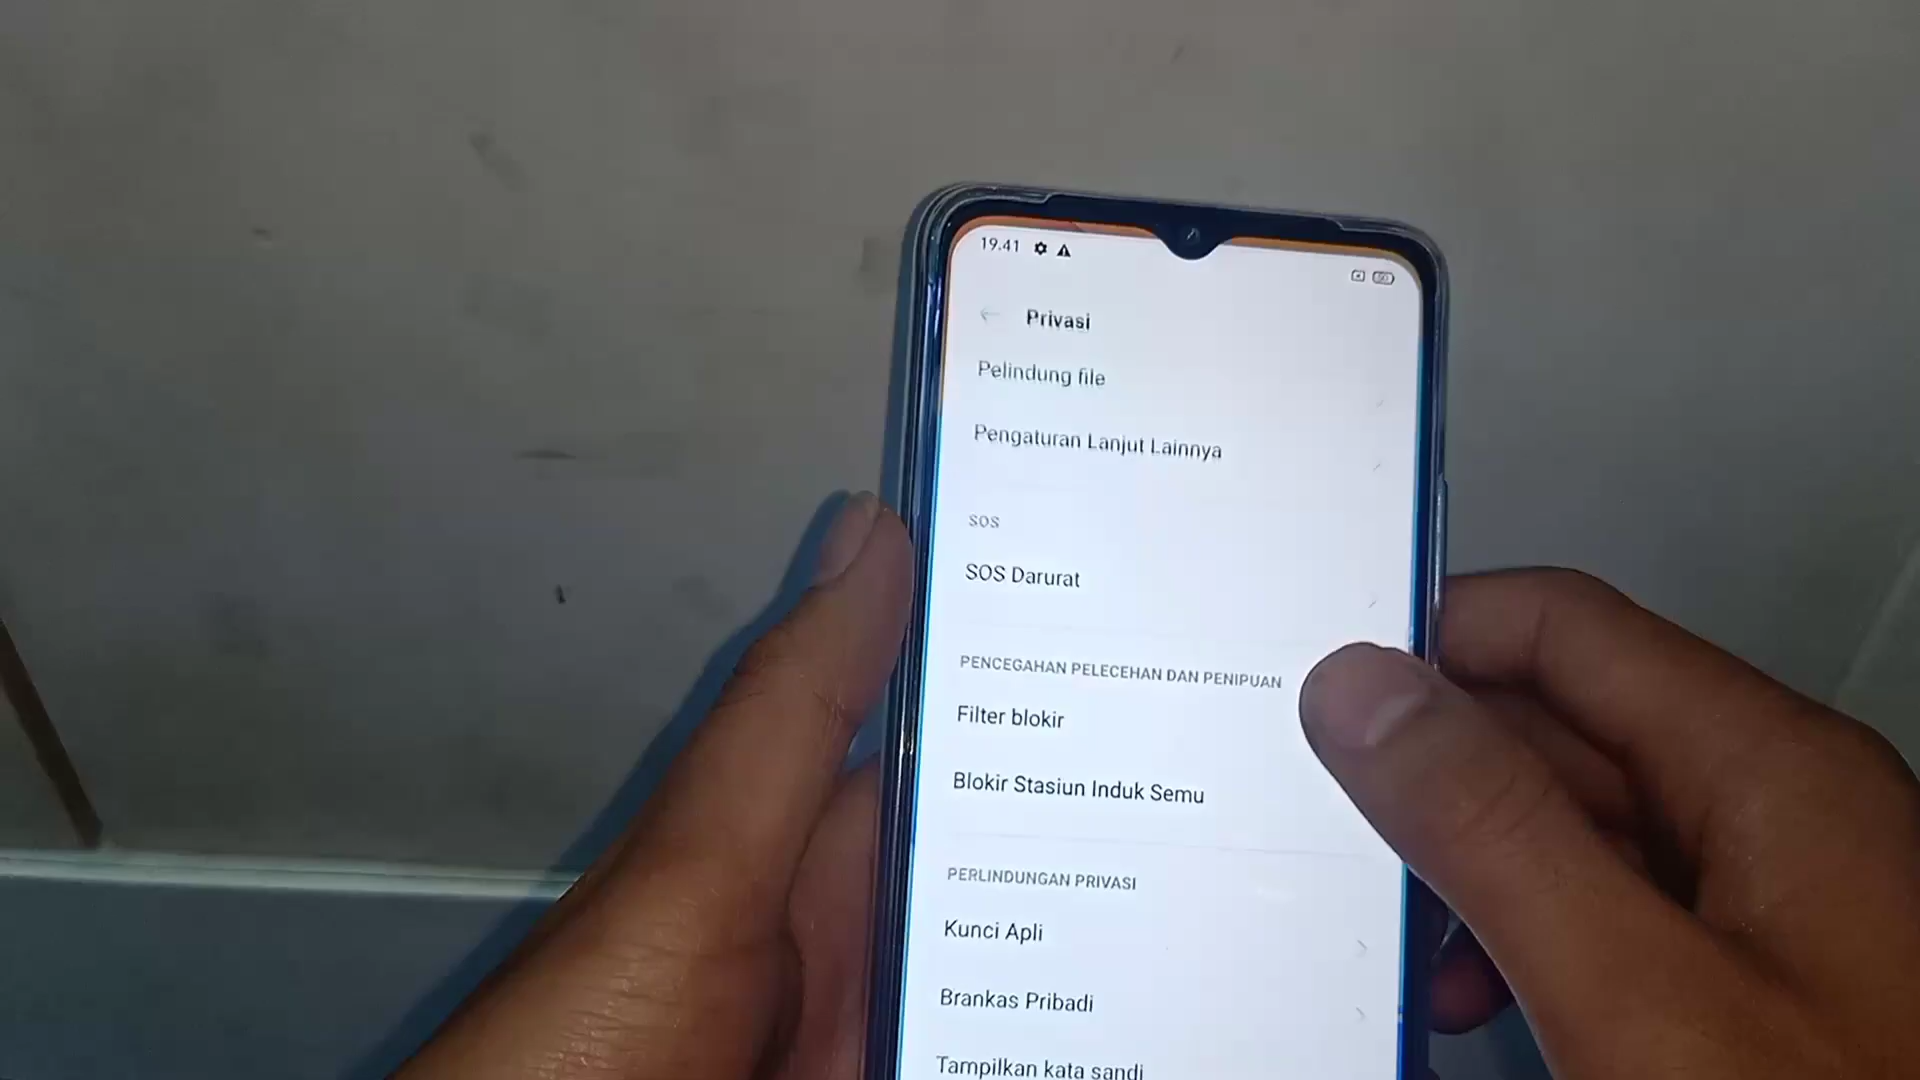 19.41
Privasi
Pelindung file
Pengaturan Lanjut Lainnya
SOS
SOS Darurat
PENCEGAHAN PELECEHAN DAN PENIPUAN
Filter blokir
Blokir Stasiun Induk Semu
PERLINDUNGAN PRIVASI
Kunci Apli
Brankas Pribadi
Tampilkan kata sandi